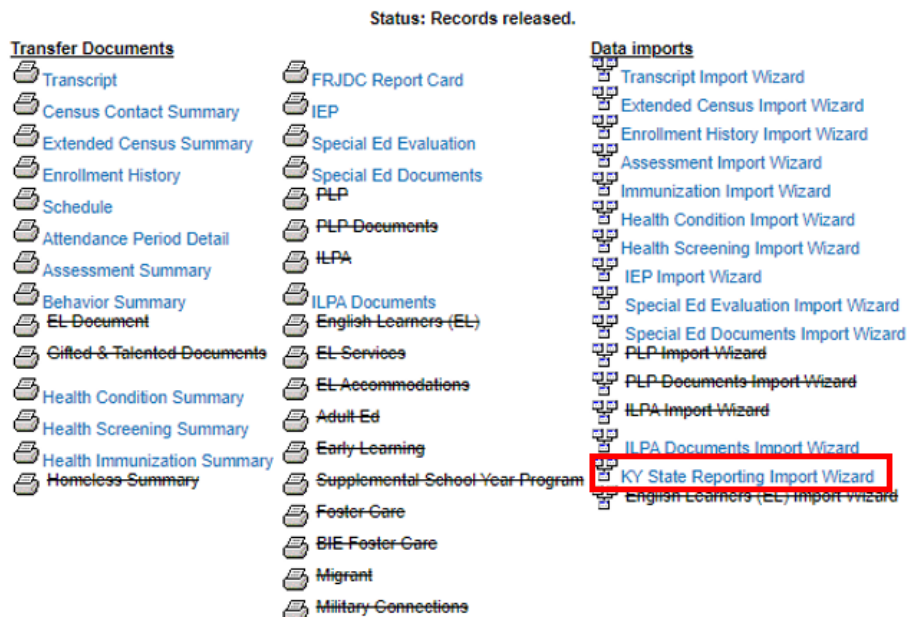 Status: Records released.
Transfer Documents
Transcript
Census Contact Summary
Extended Census Summary
Enrollment History
Schedule
Attendance Period Detail
Assessment Summary
Behavior Summary
EL Document
Gifted & Talented Documents
Health Condition Summary
Health Screening Summary
Health Immunization Summary
Homeless Summary
FRJDC Report Card
IEP
Special Ed Evaluation
Special Ed Documents
PLP
PLP Documents
ILPA
ILPA Documents
English Learners (EL)
EL Services
EL Accommodations
Adult Ed
Early Learning
Supplemental School Year Program
Foster Care
BIE Foster Care
Migrant
Military Connections
Data imports
Transcript Import Wizard
Extended Census Import Wizard
Enrollment History Import Wizard
Assessment Import Wizard
Immunization Import Wizard
Health Condition Import Wizard
Health Screening Import Wizard
IEP Import Wizard
Special Ed Evaluation Import Wizard
Special Ed Documents Import Wizard
PLP Import Wizard
PLP Documents Import Wizard
ILPA Import Wizard
ILPA Documents Import Wizard
KY State Reporting Import Wizard
English Learners (EL) Import Wizard